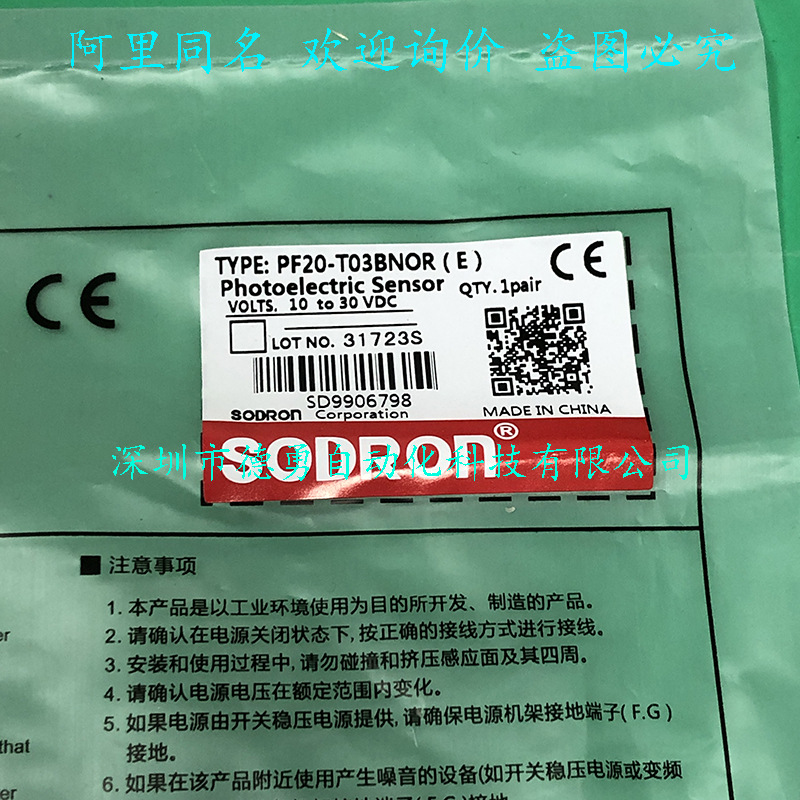 阿里同名 欢迎询价 盗图必究
CE
TYPE: PF20-T03BNOR ( E )
CE
Photoelectric Sensor QTY.1pair
VOLTS. 10 to 30 VDC
LOT NO. 31723S
SD9906798
SODRON Corporation
MADE IN CHINA
SODRON®
深圳市德勇自动化科技有限公司
■ 注意事项
1. 本产品是以工业环境使用为目的所开发、制造的产品。
2. 请确认在电源关闭状态下,按正确的接线方式进行接线。
er
3. 安装和使用过程中,请勿碰撞和挤压感应面及其四周。
4. 请确认电源电压在额定范围内变化。
5. 如果电源由开关稳压电源提供,请确保电源机架接地端子( F.G )
that
接地。
6. 如果在该产品附近使用产生噪音的设备(如开关稳压电源或变频
er